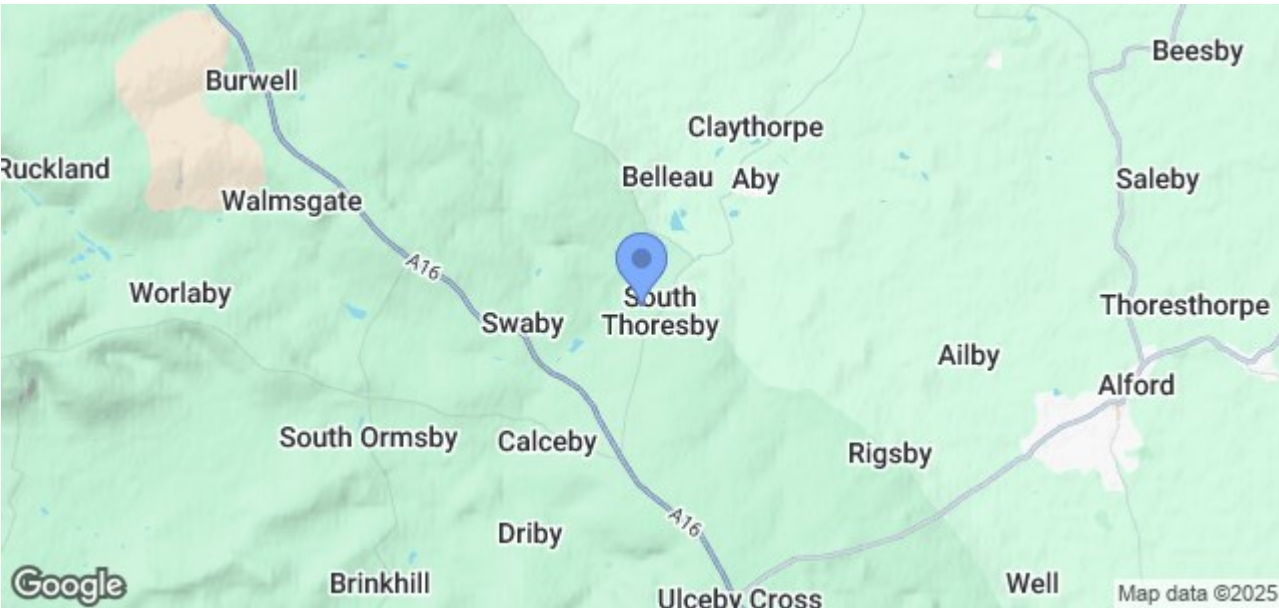 Beesby
Burwell
Claythorpe
Ruckland
Belleau
Aby
Saleby
Walmsgate
A16
Worlaby
South
Thoresby
Thoresthorpe
Swaby
Ailby
Alford
South Ormsby
Calceby
Rigsby
A16
Driby
Brinkhill
Well
Ulceby Cross
Google
Map data ©2025